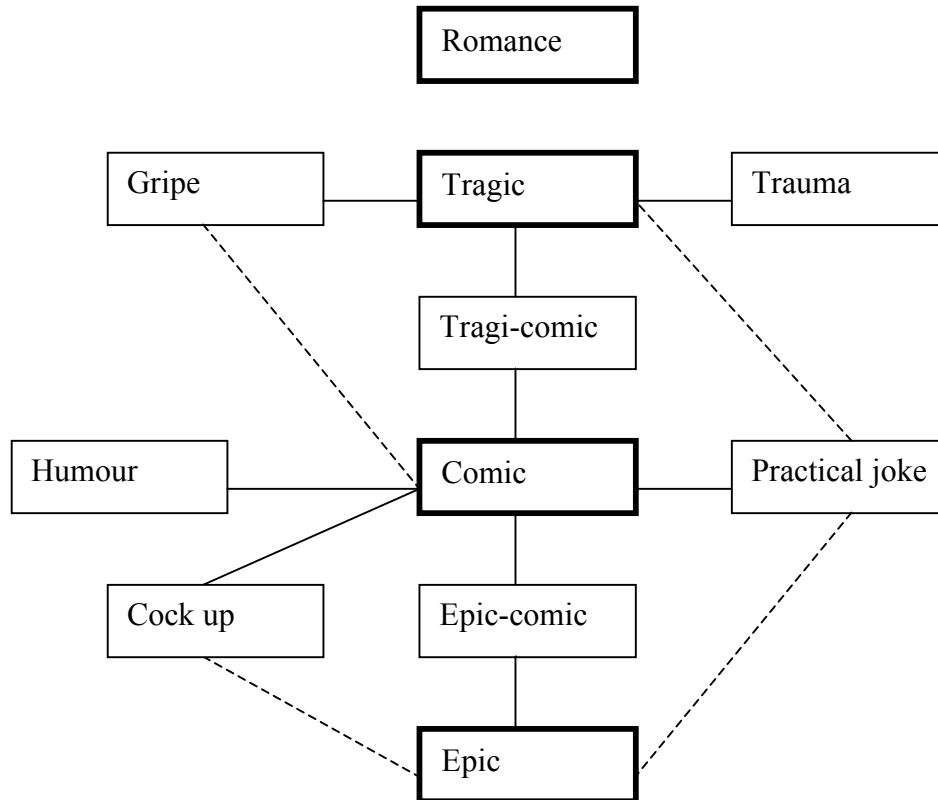 Romance
Gripe
Tragic
Trauma
Tragi-comic
Humour
Comic
Practical joke
Cock up
Epic-comic
Epic